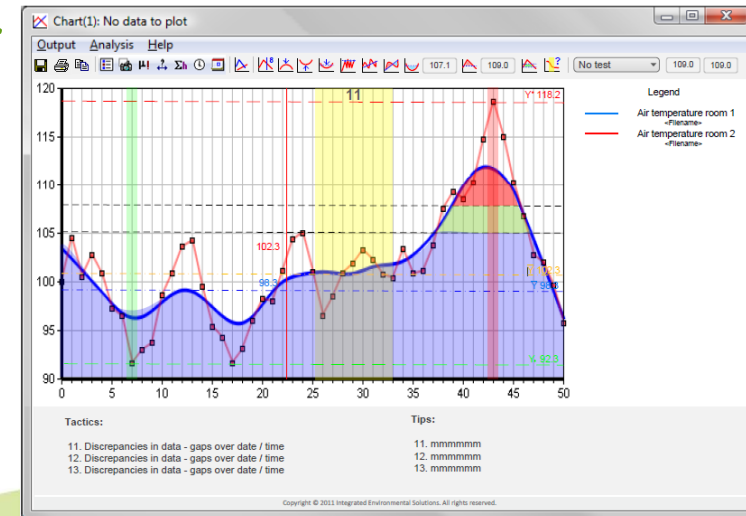 Chart(1): No data to plot
Output Analysis Help
107.1 109.0 No test 109.0 109.0
120
115
110
105
100
95
90
11
Y* 118.2
102.3
98.3
0 5 10 15 20 25 30 35 40 45 50
Legend
Air temperature room 1
<Filename>
Air temperature room 2
<Filename>
Tactics:
11. Discrepancies in data - gaps over date / time
12. Discrepancies in data - gaps over date / time
13. Discrepancies in data - gaps over date / time
Tips:
11. mmmmmm
12. mmmmmm
13. mmmmmm
Copyright © 2011 Integrated Environmental Solutions. All rights reserved.